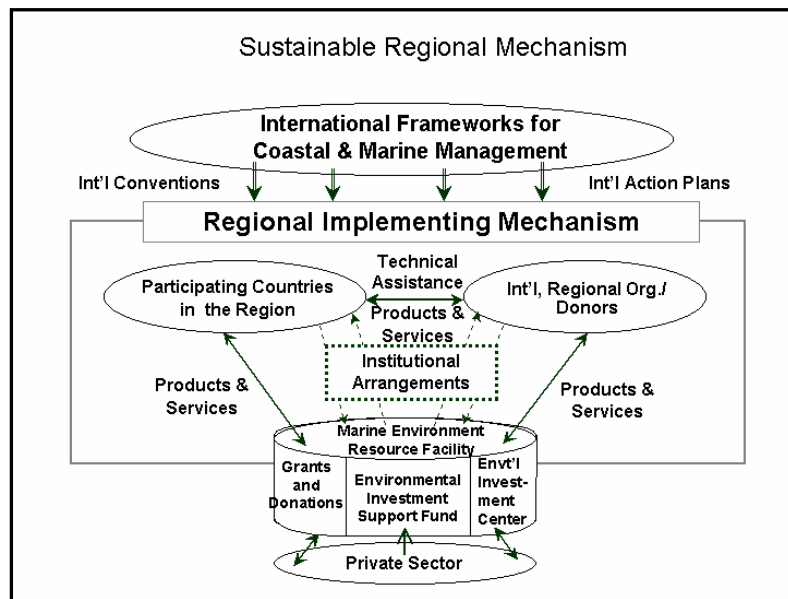 Sustainable Regional Mechanism
International Frameworks for
Coastal & Marine Management
Int'l Conventions
Int'l Action Plans
Regional Implementing Mechanism
Participating Countries
in the Region
Technical
Assistance
Products &
Services
Int'l, Regional Org./
Donors
Institutional
Arrangements
Products &
Services
Products &
Services
Marine Environment
Resource Facility
Grants
and
Donations
Environmental
Investment
Support Fund
Envt'l
Invest-
ment
Center
Private Sector